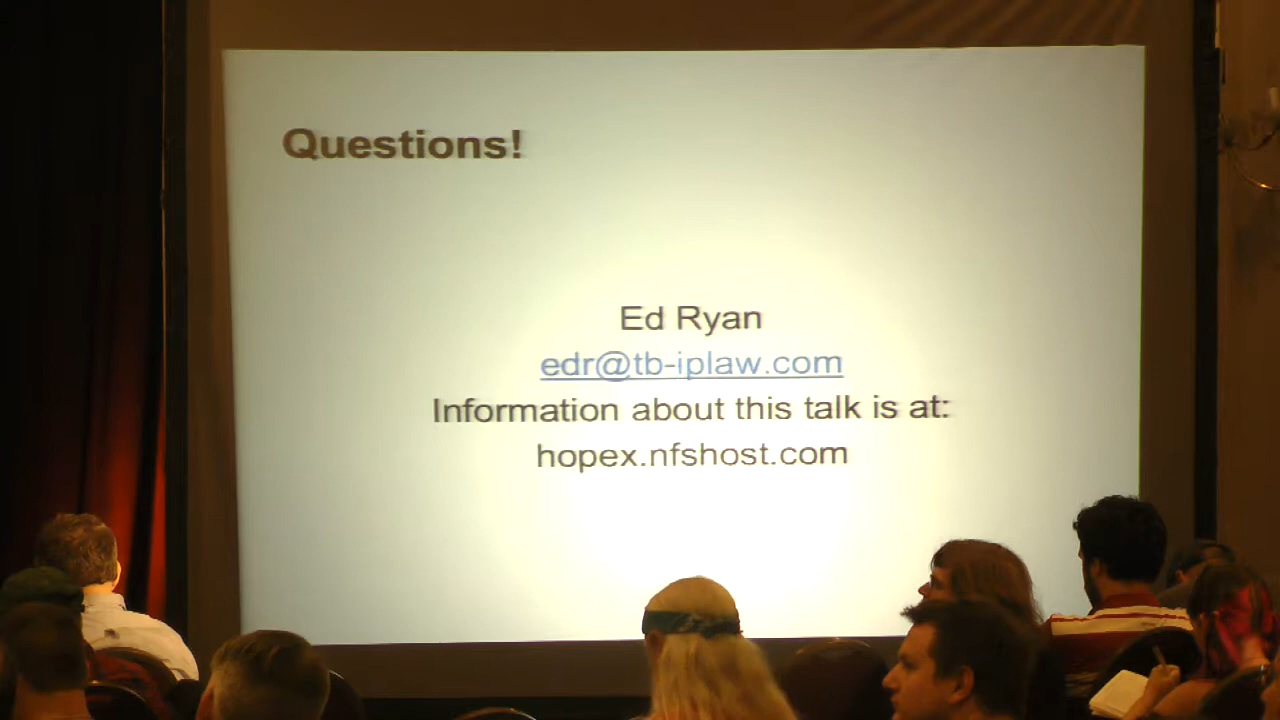 Questions!
Ed Ryan
edr@tb-iplaw.com
Information about this talk is at:
hopex.nfshost.com